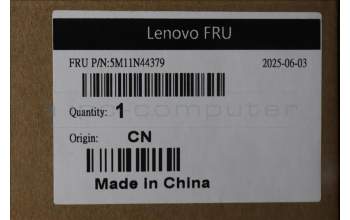 Lenovo FRU
FRU P/N:5M11N44379 2025-06-03
Quantity: 1
Origin: CN
Made in China